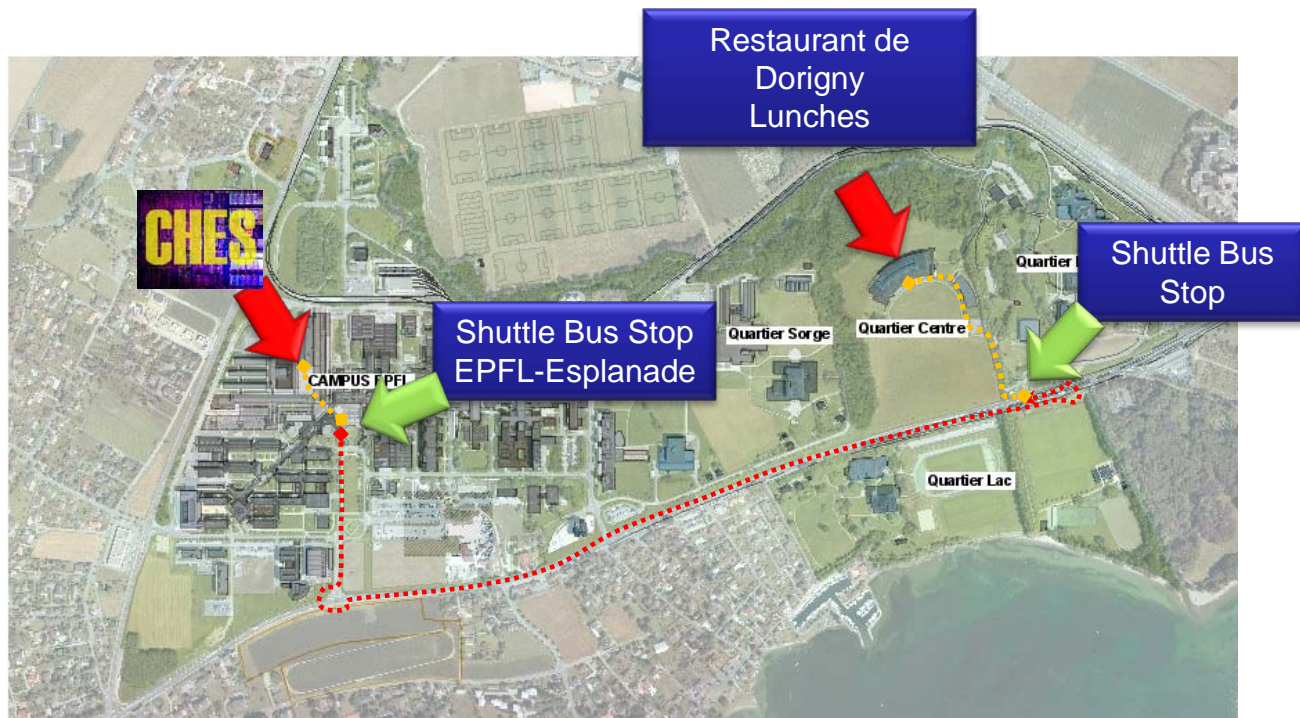 Restaurant de
Dorigny
Lunches
CHES
Shuttle Bus
Stop
Quartier
Shuttle Bus Stop
EPFL-Esplanade
Quartier Sorge
Quartier Centre
CAMPUS EPFL
Quartier Lac